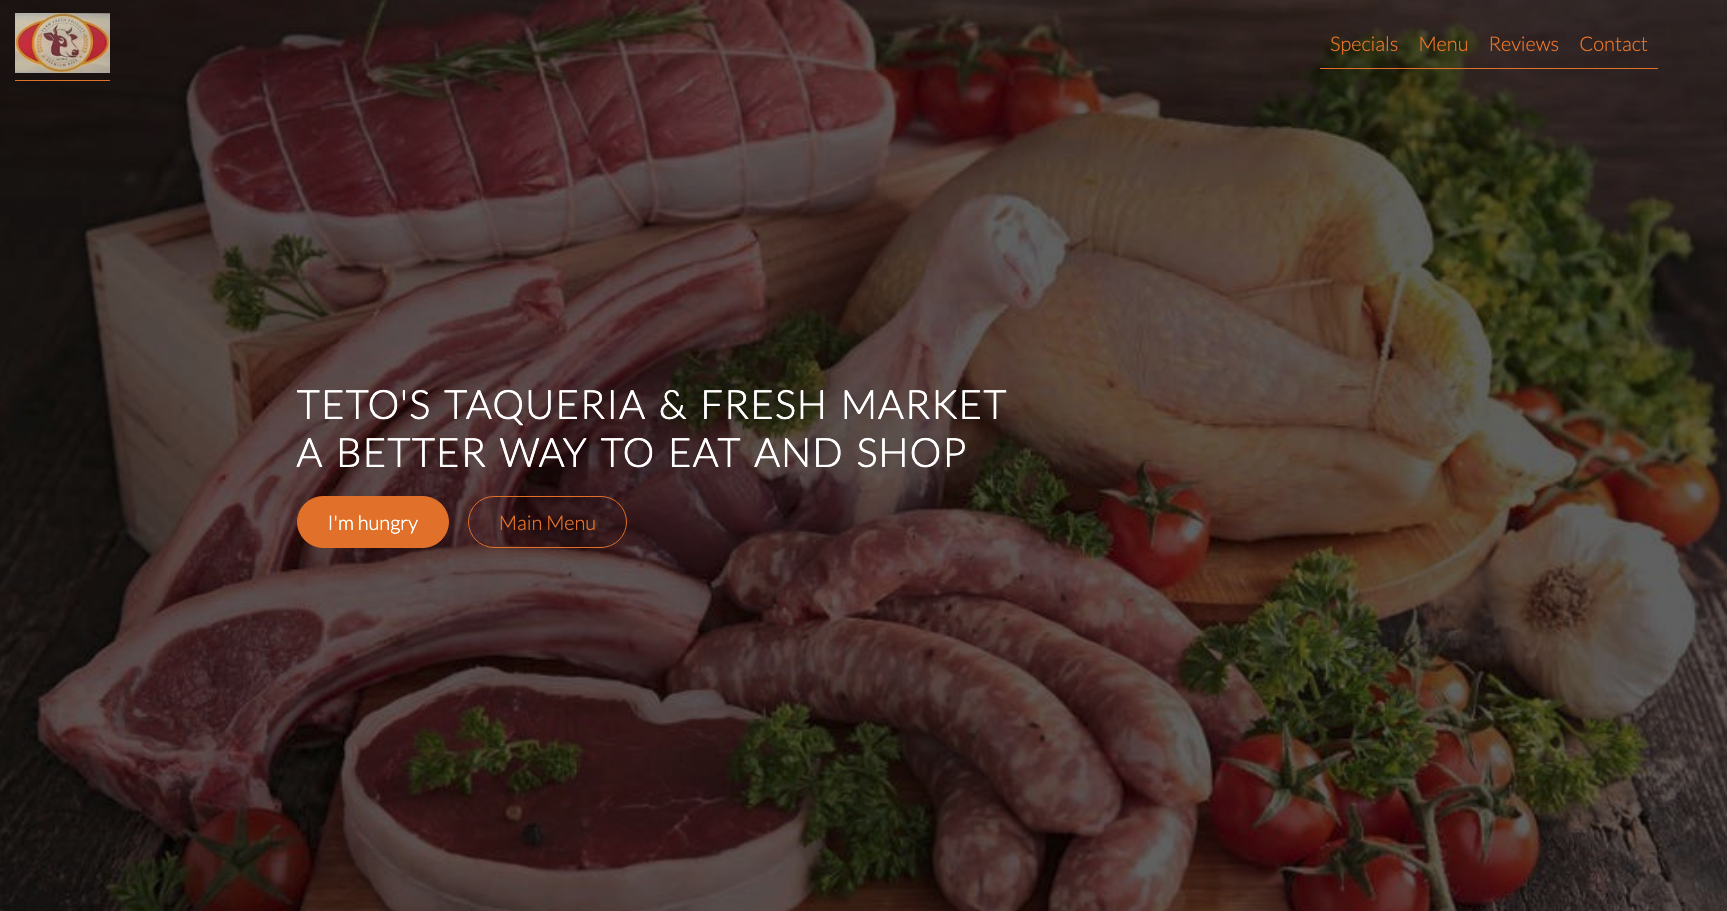 Specials Menu Reviews Contact
TETO'S TAQUERIA & FRESH MARKET
A BETTER WAY TO EAT AND SHOP
I'm hungry
Main Menu